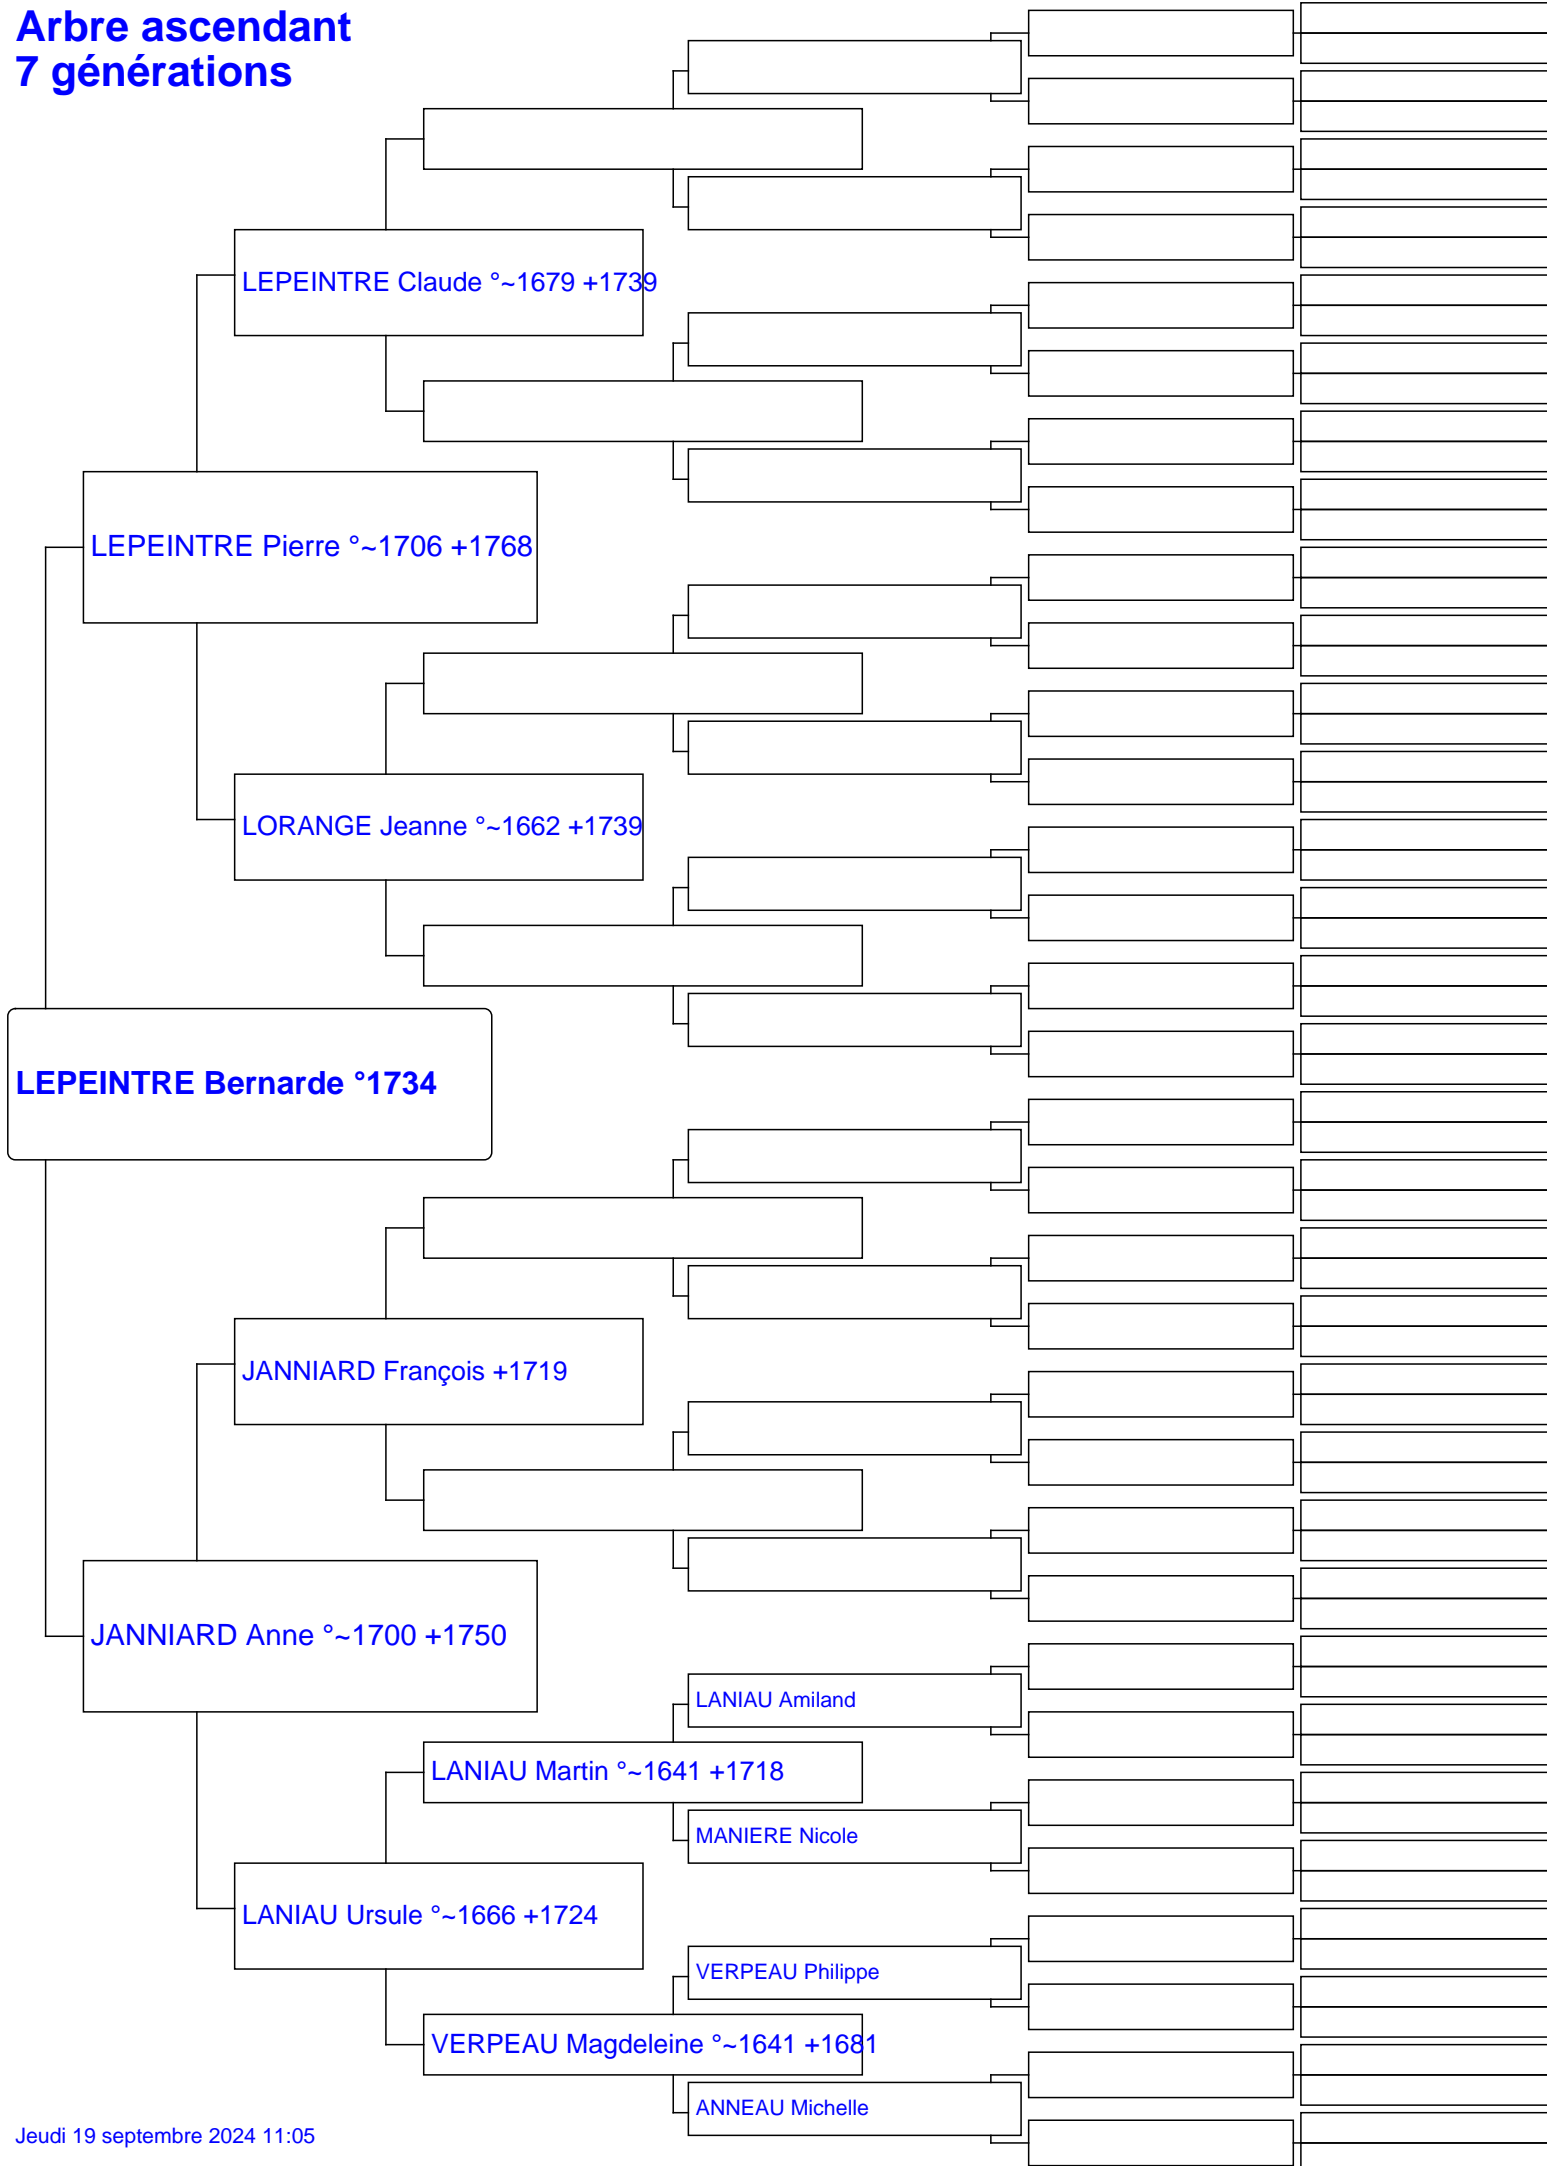 Arbre ascendant
7 générations
LEPEINTRE Claude °~1679 +1739
LEPEINTRE Pierre °~1706 +1768
LORANGE Jeanne °~1662 +1739
LEPEINTRE Bernarde °1734
JANNIARD François +1719
JANNIARD Anne °~1700 +1750
LANIAU Amiland
LANIAU Martin °~1641 +1718
MANIERE Nicole
LANIAU Ursule °~1666 +1724
VERPEAU Philippe
VERPEAU Magdeleine °~1641 +1681
ANNEAU Michelle
Jeudi 19 septembre 2024 11:05